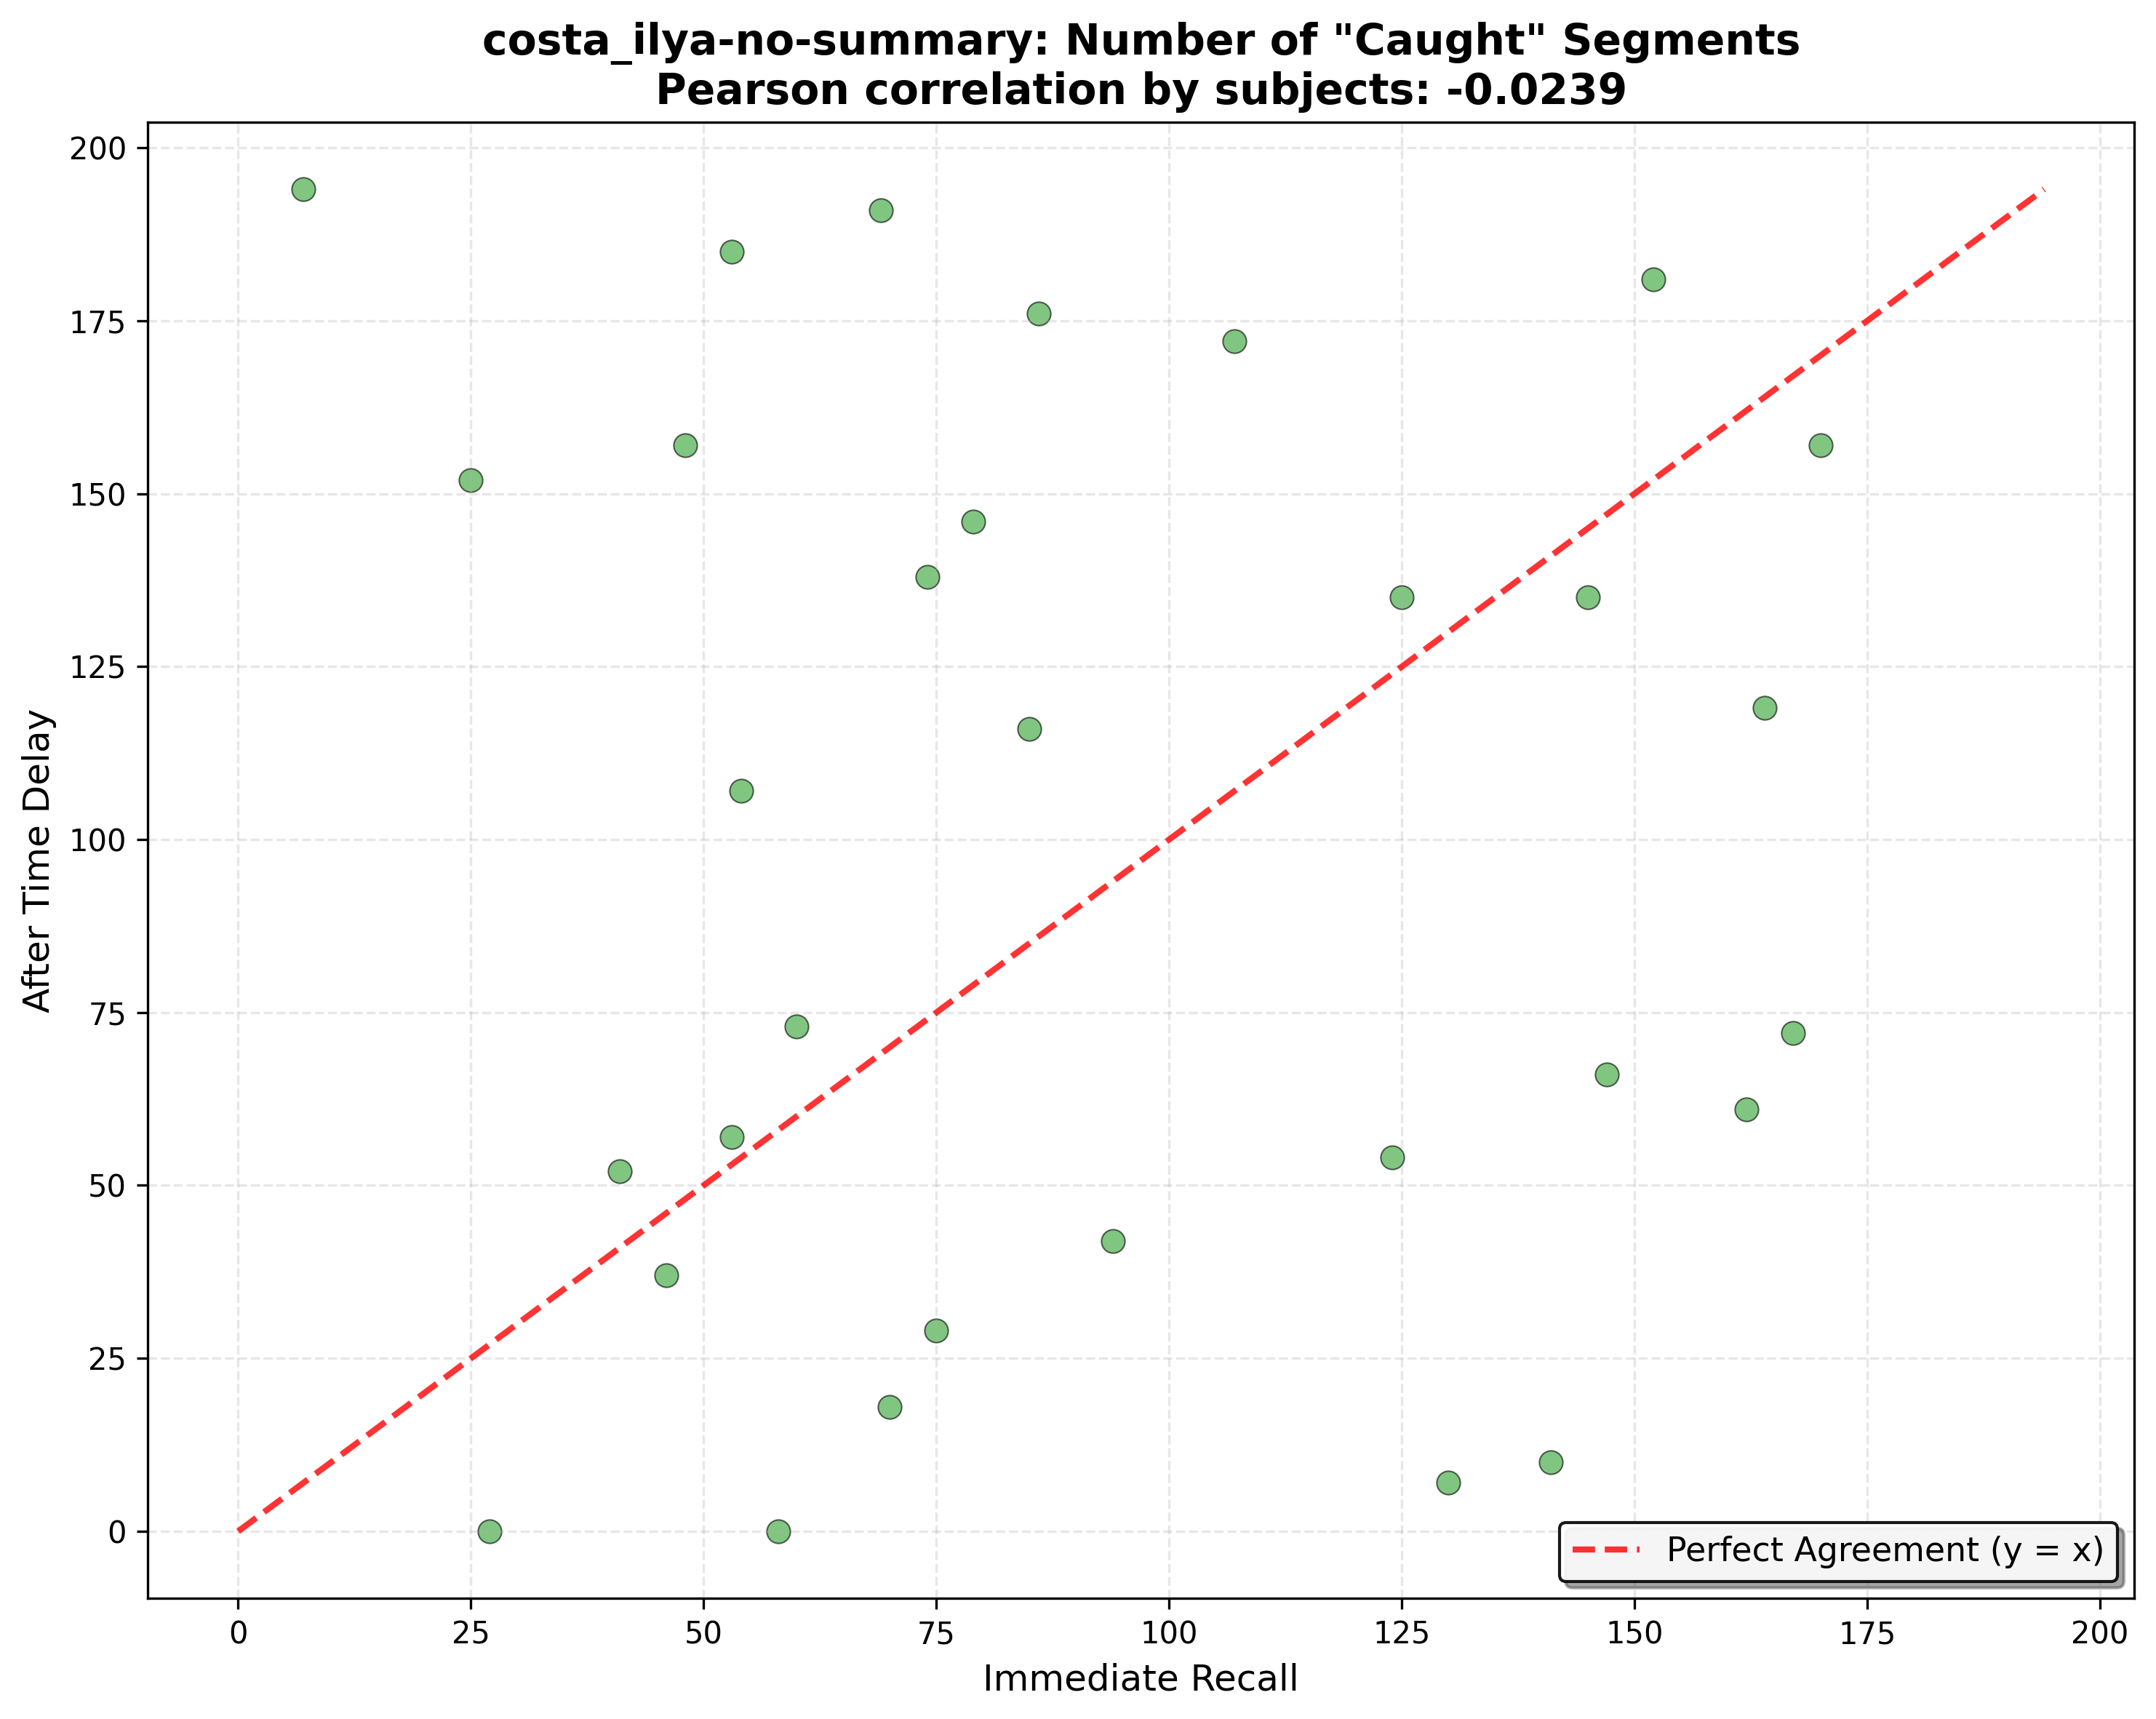 costa_ilya-no-summary: Number of "Caught" Segments
Pearson correlation by subjects: -0.0239
200
175
150
125
100
75
50
25
0
After Time Delay
Perfect Agreement (y = x)
0 25 50 75 100 125 150 175 200
Immediate Recall